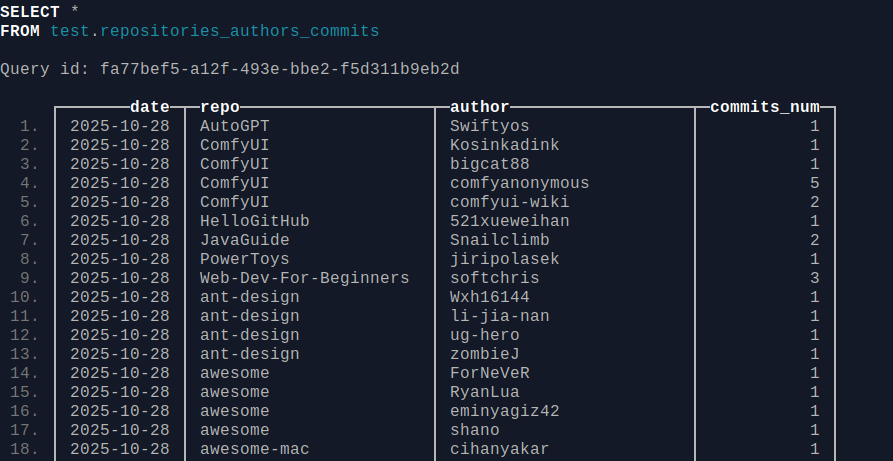 SELECT *
FROM test.repositories_authors_commits
Query id: fa77bef5-a12f-493e-bbe2-f5d311b9eb2d
date repo author commits_num
1. 2025-10-28 AutoGPT Swiftyos 1
2. 2025-10-28 ComfyUI Kosinkadink 1
3. 2025-10-28 ComfyUI bigcat88 1
4. 2025-10-28 ComfyUI comfyanonymous 5
5. 2025-10-28 ComfyUI comfyui-wiki 2
6. 2025-10-28 HelloGitHub 521xueweihan 1
7. 2025-10-28 JavaGuide Snailclimb 2
8. 2025-10-28 PowerToys jiripolasek 1
9. 2025-10-28 Web-Dev-For-Beginners softchris 3
10. 2025-10-28 ant-design Wxh16144 1
11. 2025-10-28 ant-design li-jia-nan 1
12. 2025-10-28 ant-design ug-hero 1
13. 2025-10-28 ant-design zombieJ 1
14. 2025-10-28 awesome ForNeVeR 1
15. 2025-10-28 awesome RyanLua 1
16. 2025-10-28 awesome eminyagiz42 1
17. 2025-10-28 awesome shano 1
18. 2025-10-28 awesome-mac cihanyakar 1